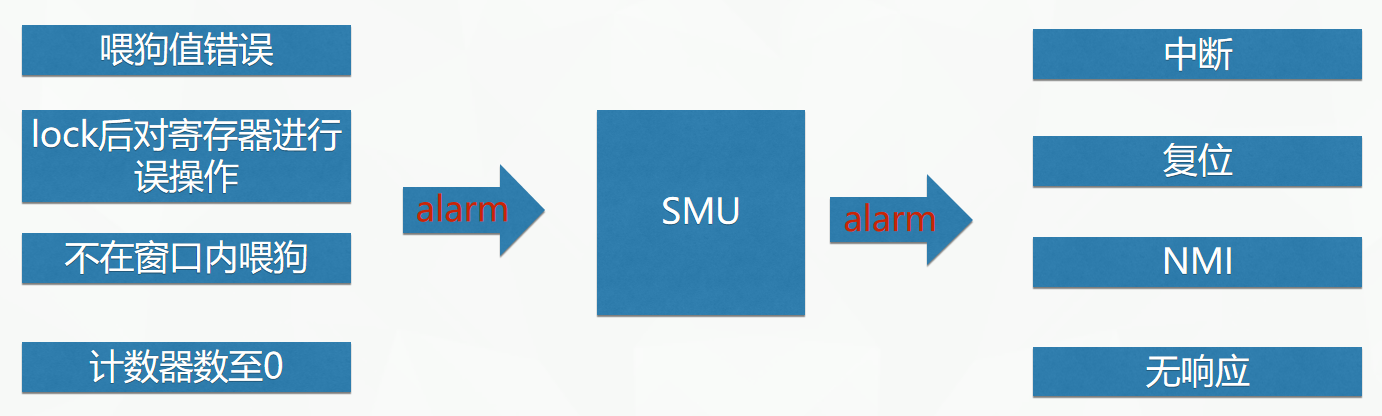 喂狗值错误
lock后对寄存器进行
误操作
不在窗口内喂狗
计数器数至0
alarm
SMU
alarm
中断
复位
NMI
无响应